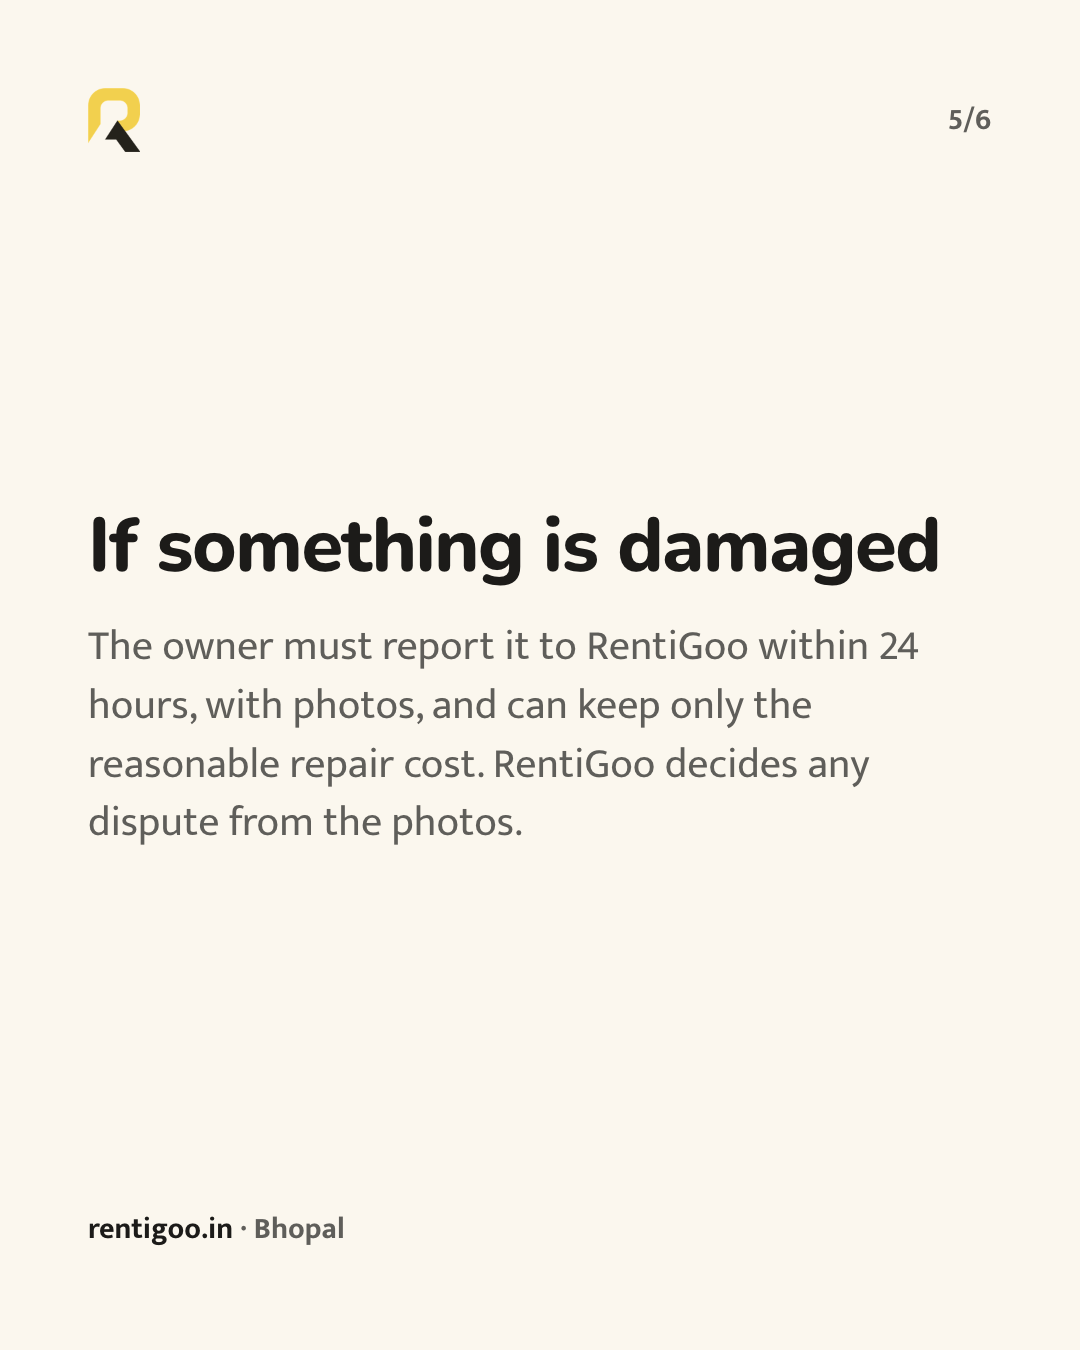 5/6
If something is damaged
The owner must report it to RentiGoo within 24
hours, with photos, and can keep only the
reasonable repair cost. RentiGoo decides any
dispute from the photos.
rentigoo.in · Bhopal